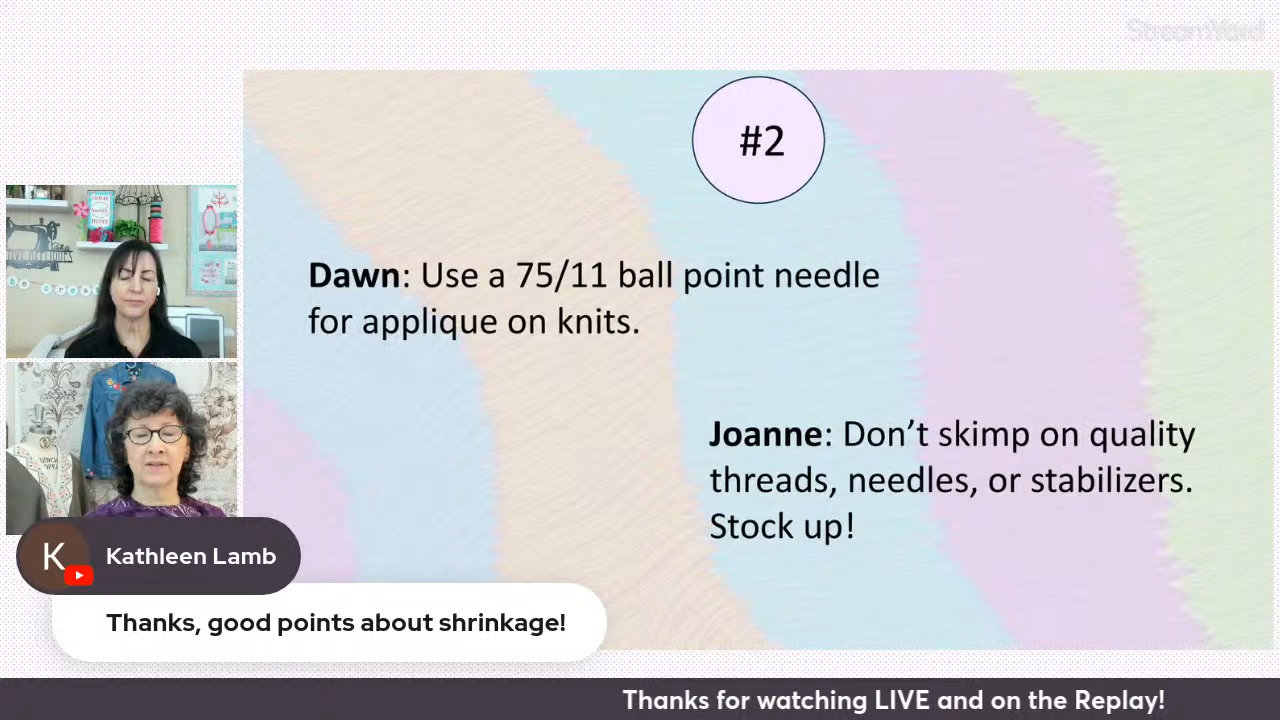 StreamYard
#2
Dawn: Use a 75/11 ball point needle
for applique on knits.
Joanne: Don’t skimp on quality
threads, needles, or stabilizers.
Stock up!
K
Kathleen Lamb
Thanks, good points about shrinkage!
Thanks for watching LIVE and on the Replay!